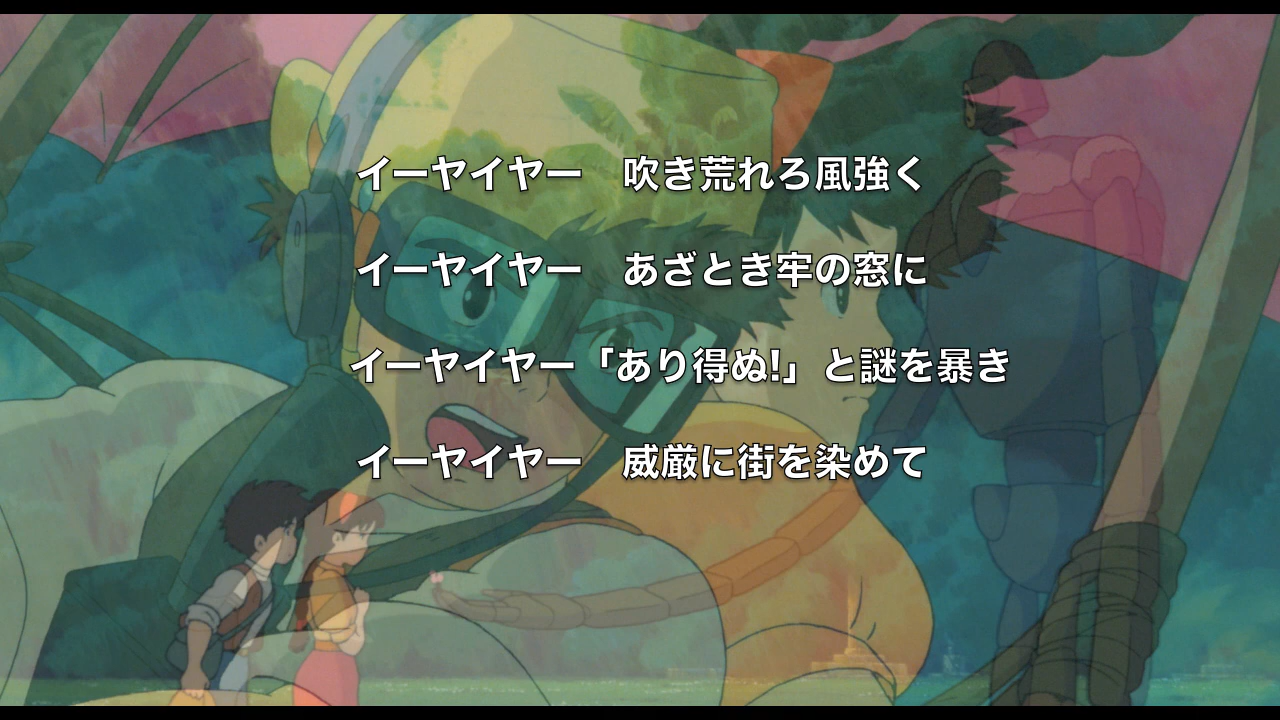 イーヤイヤー　吹き荒れろ風強く
イーヤイヤー　あざとき牢の窓に
イーヤイヤー「あり得ぬ!」と謎を暴き
イーヤイヤー　威厳に街を染めて